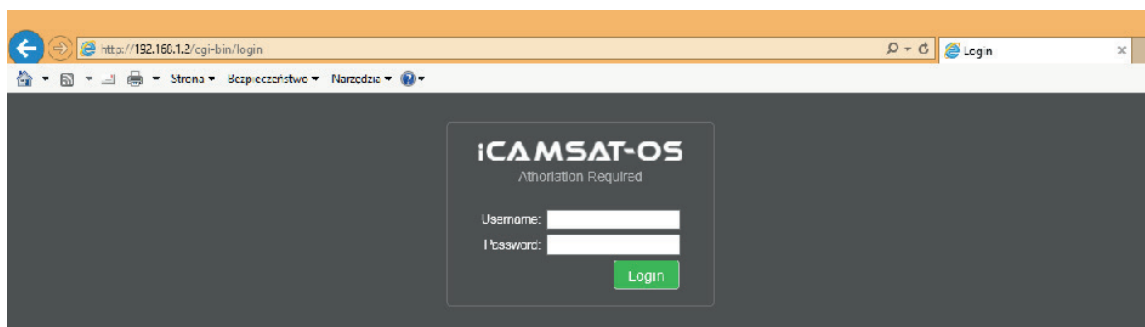 http://192.168.1.2/cgi-bin/login
Login
Strona Bezpieczeństwo Narzędzia
iCAMSAT-OS
Athoriation Required
Username:
Password:
Login